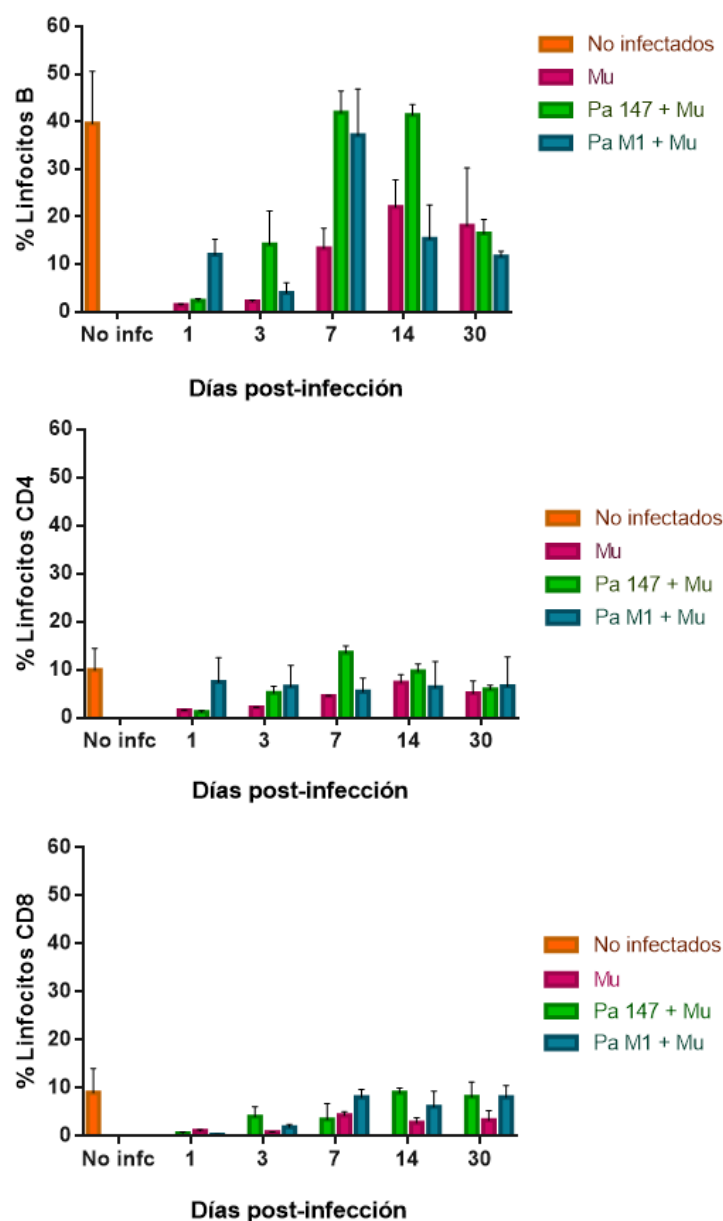 % Linfocitos B
60
50
40
30
20
10
0
No infc 1 3 7 14 30
Días post-infección
No infectados
Mu
Pa 147 + Mu
Pa M1 + Mu
% Linfocitos CD4
60
50
40
30
20
10
0
No infc 1 3 7 14 30
Días post-infección
No infectados
Mu
Pa 147 + Mu
Pa M1 + Mu
% Linfocitos CD8
60
50
40
30
20
10
0
No infc 1 3 7 14 30
Días post-infección
No infectados
Mu
Pa 147 + Mu
Pa M1 + Mu